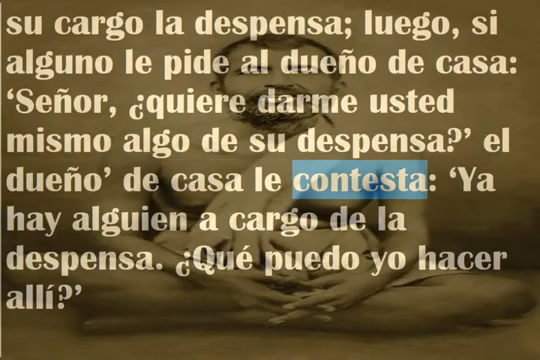 su cargo la despensa; luego, si
alguno le pide al dueño de casa:
‘Señor, ¿quiere darme usted
mismo algo de su despensa?’ el
dueño’ de casa le contesta: ‘Ya
hay alguien a cargo de la
despensa. ¿Qué puedo yo hacer
allí?’